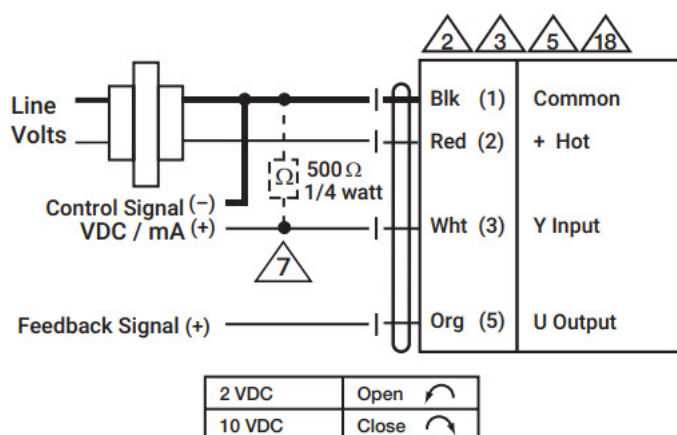 2 3 5 18
Line
Volts
Blk (1) Common
Red (2) + Hot
Ω 500 Ω
1/4 watt
Control Signal (−)
VDC / mA (+)
Wht (3) Y Input
7
Feedback Signal (+)
Org (5) U Output
2 VDC Open
10 VDC Close